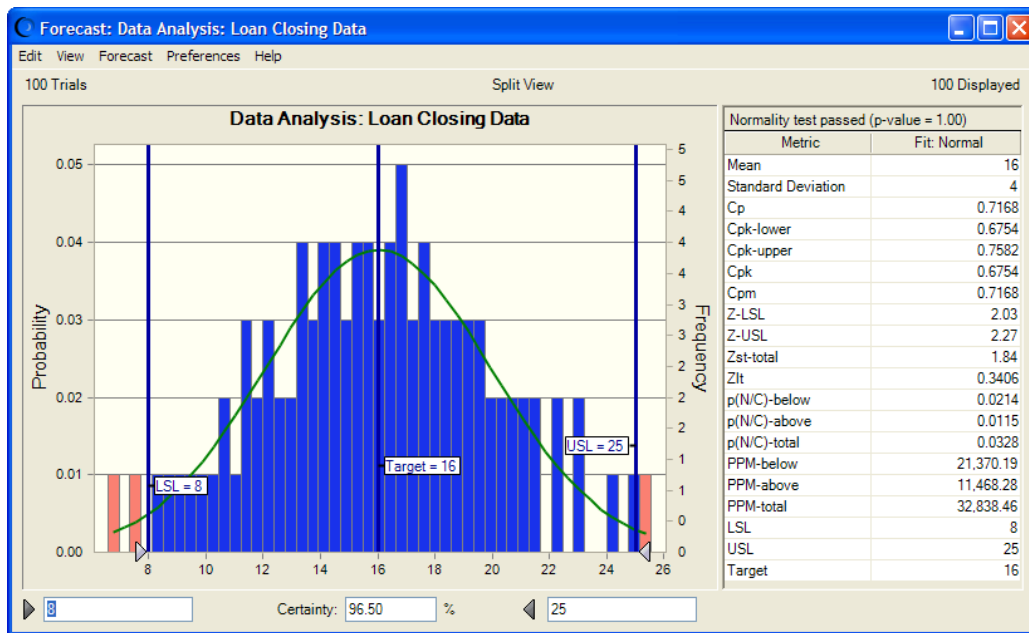 Forecast: Data Analysis: Loan Closing Data
Edit View Forecast Preferences Help
100 Trials Split View 100 Displayed
Data Analysis: Loan Closing Data
Probability
0.05
0.04
0.03
0.02
0.01
0.00
LSL = 8
Target = 16
USL = 25
5
5
4
4
4
3
3
2
2
2
1
1
0
0
Frequency
8 10 12 14 16 18 20 22 24 26
Normality test passed (p-value = 1.00)
Metric Fit: Normal
Mean 16
Standard Deviation 4
Cp 0.7168
Cpk-lower 0.6754
Cpk-upper 0.7582
Cpk 0.6754
Cpm 0.7168
Z-LSL 2.03
Z-USL 2.27
Zst-total 1.84
Zlt 0.3406
p(N/C)-below 0.0214
p(N/C)-above 0.0115
p(N/C)-total 0.0328
PPM-below 21,370.19
PPM-above 11,468.28
PPM-total 32,838.46
LSL 8
USL 25
Target 16
8 Certainty: 96.50 % 25